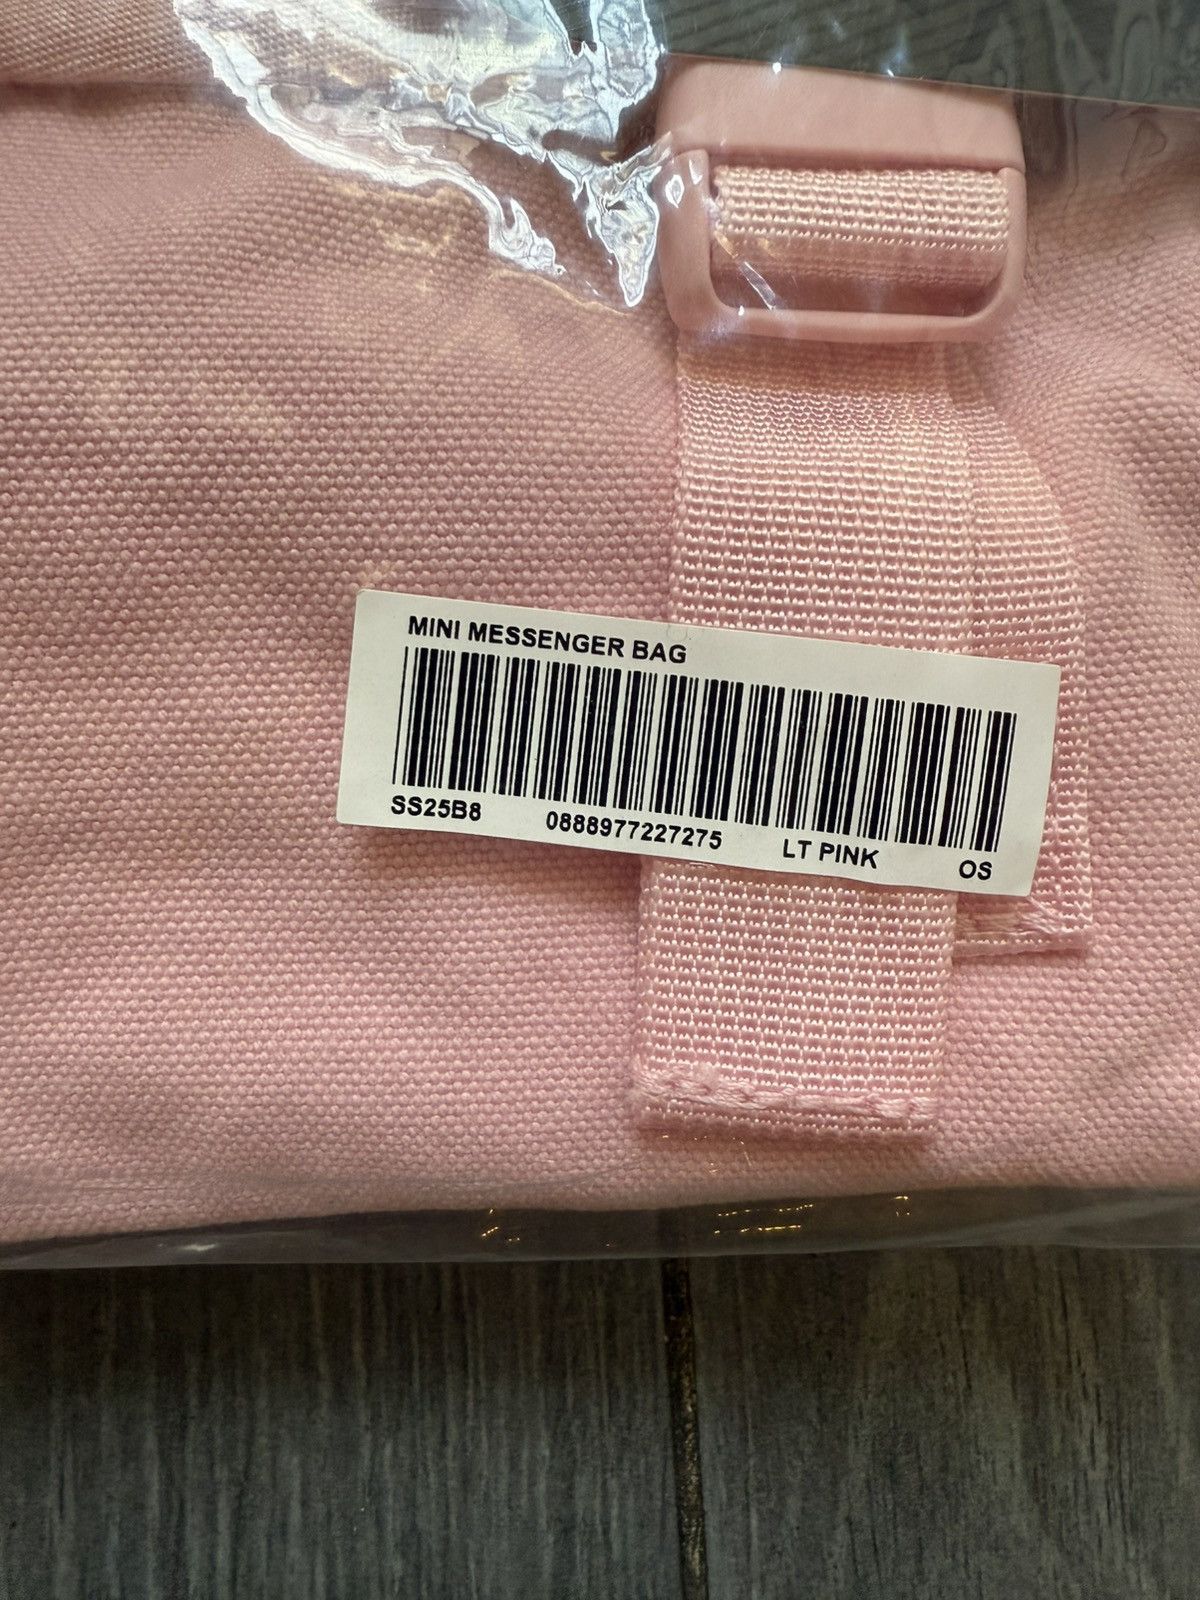 MINI MESSENGER BAG
SS25B8 0888977227275 LT PINK OS